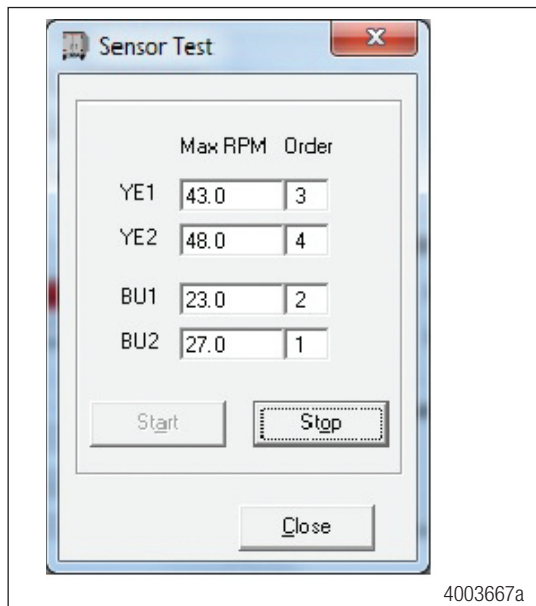 Sensor Test
Max RPM Order
YE1 43.0 3
YE2 48.0 4
BU1 23.0 2
BU2 27.0 1
Start Stop
Close
4003667a